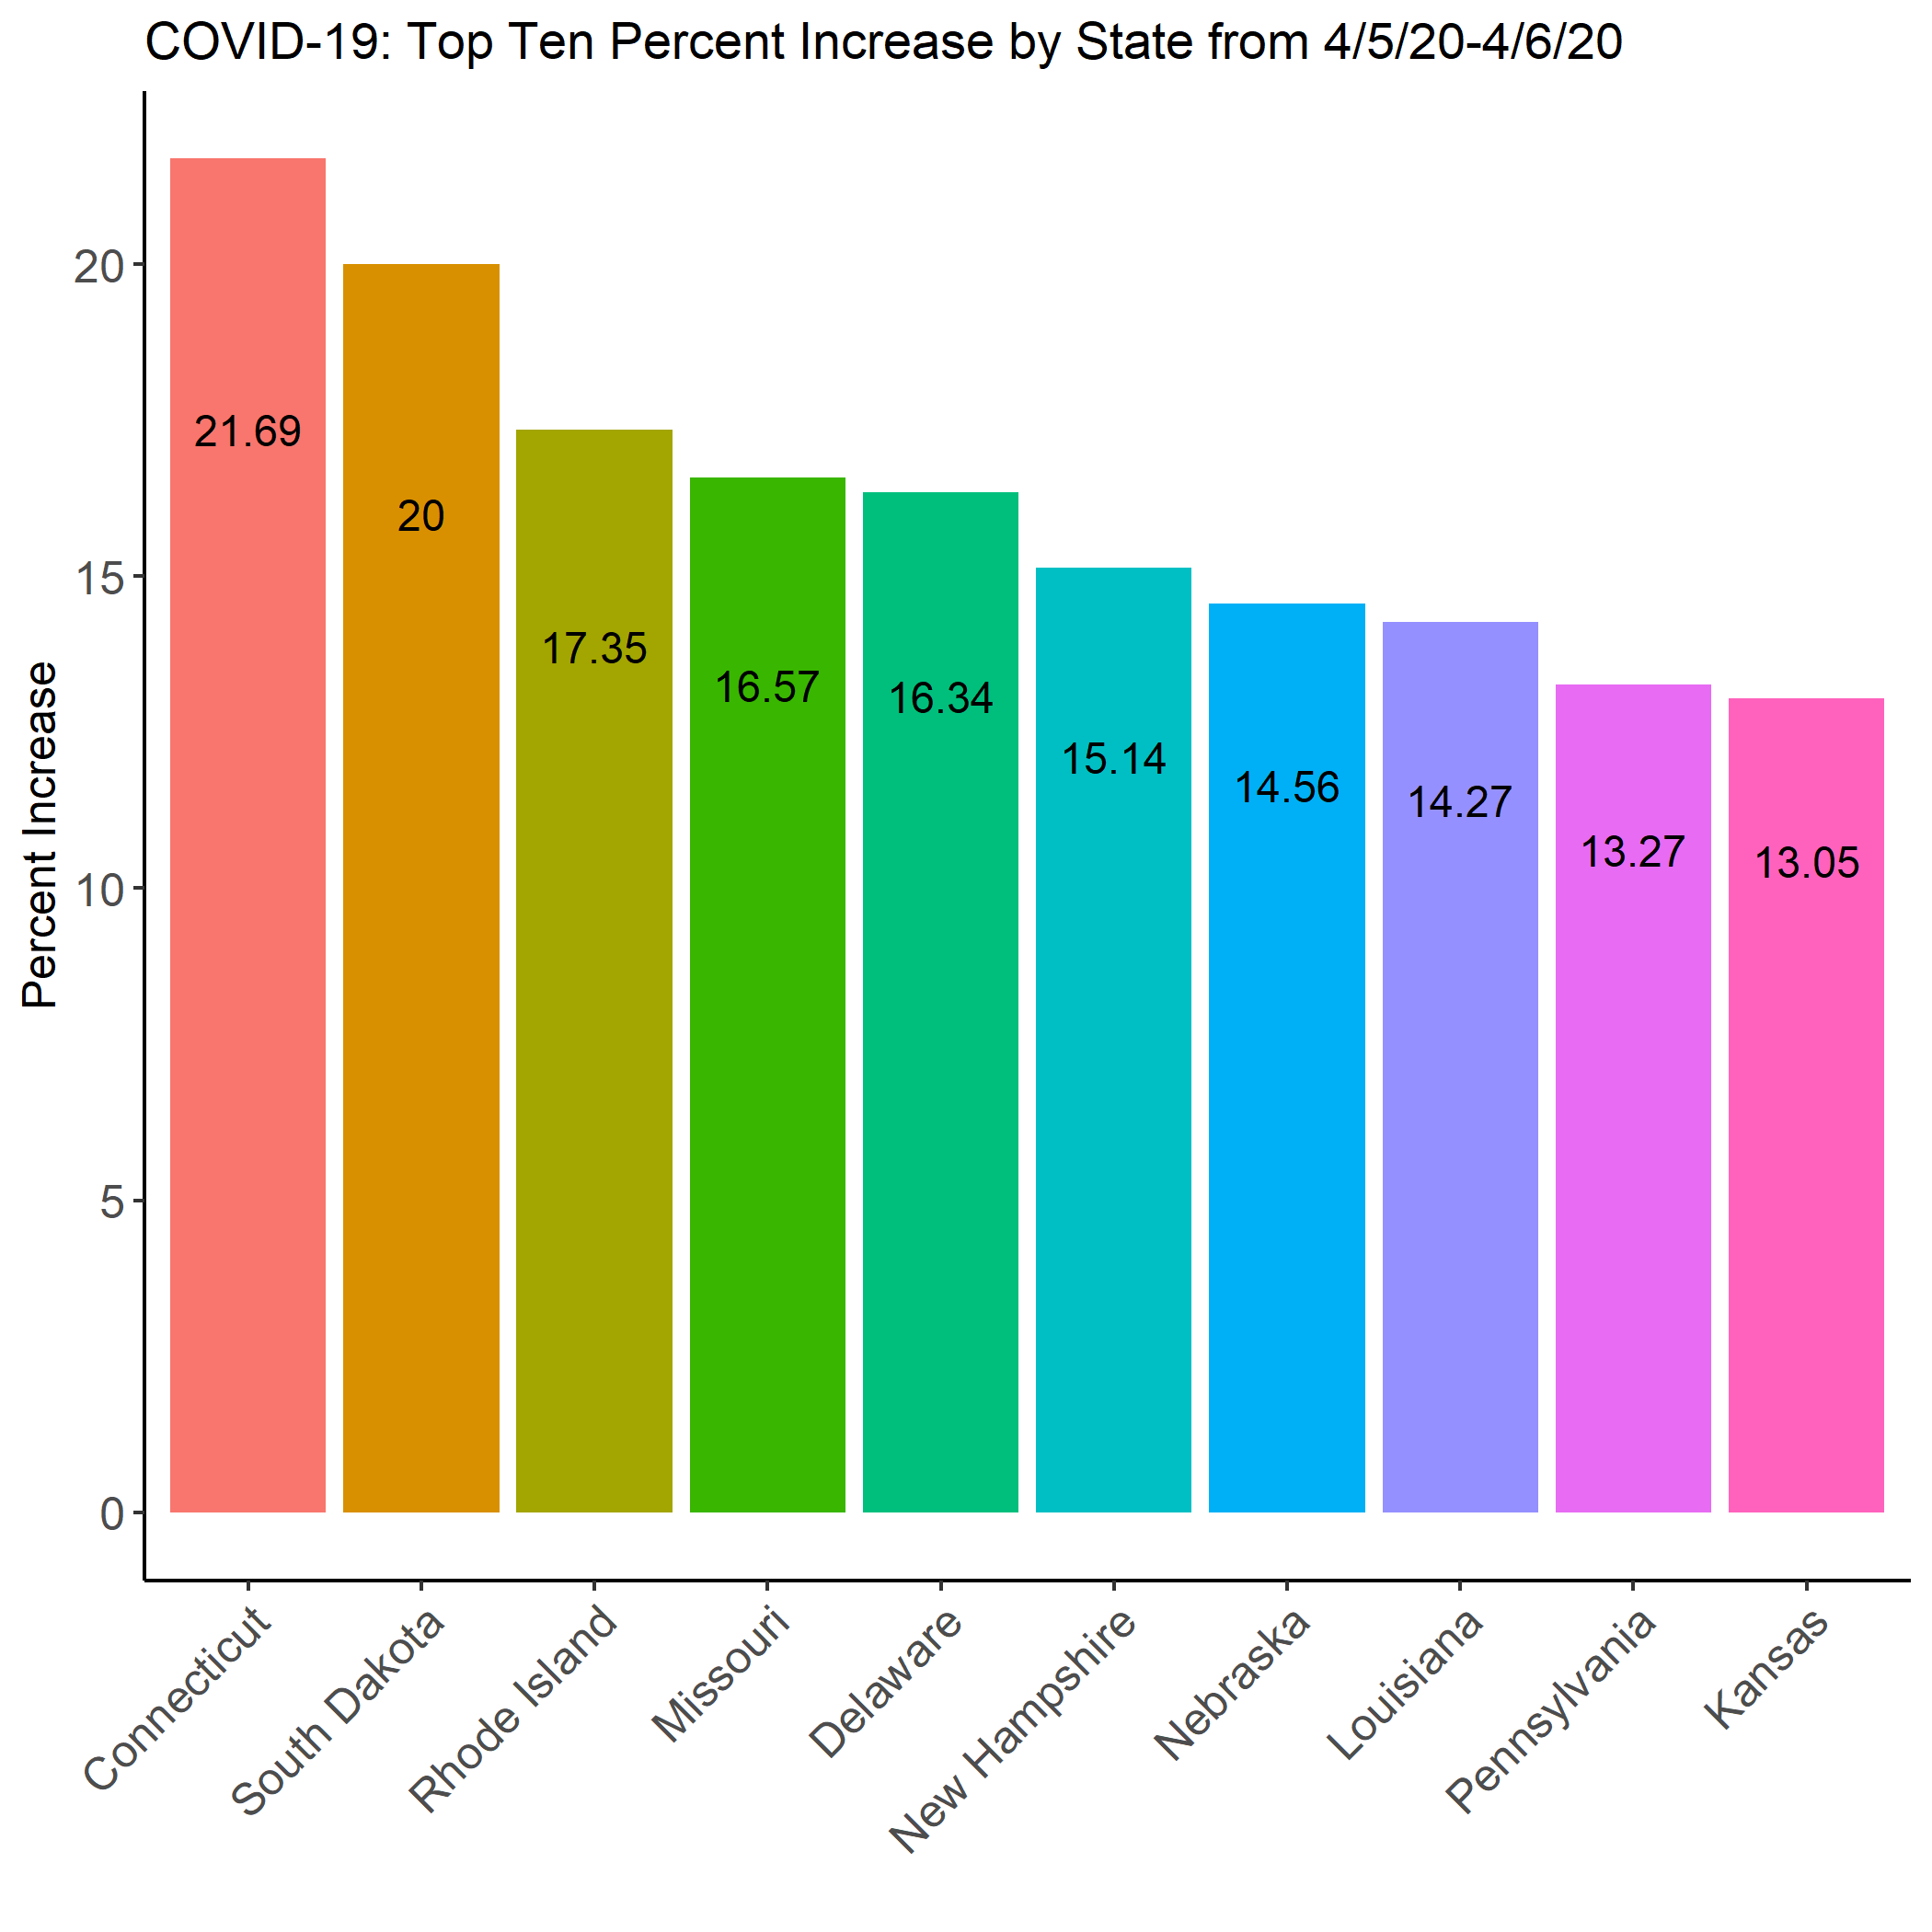 COVID-19: Top Ten Percent Increase by State from 4/5/20-4/6/20
Percent Increase
20
15
10
5
0
21.69
20
17.35
16.57
16.34
15.14
14.56
14.27
13.27
13.05
Connecticut
South Dakota
Rhode Island
Missouri
Delaware
New Hampshire
Nebraska
Louisiana
Pennsylvania
Kansas